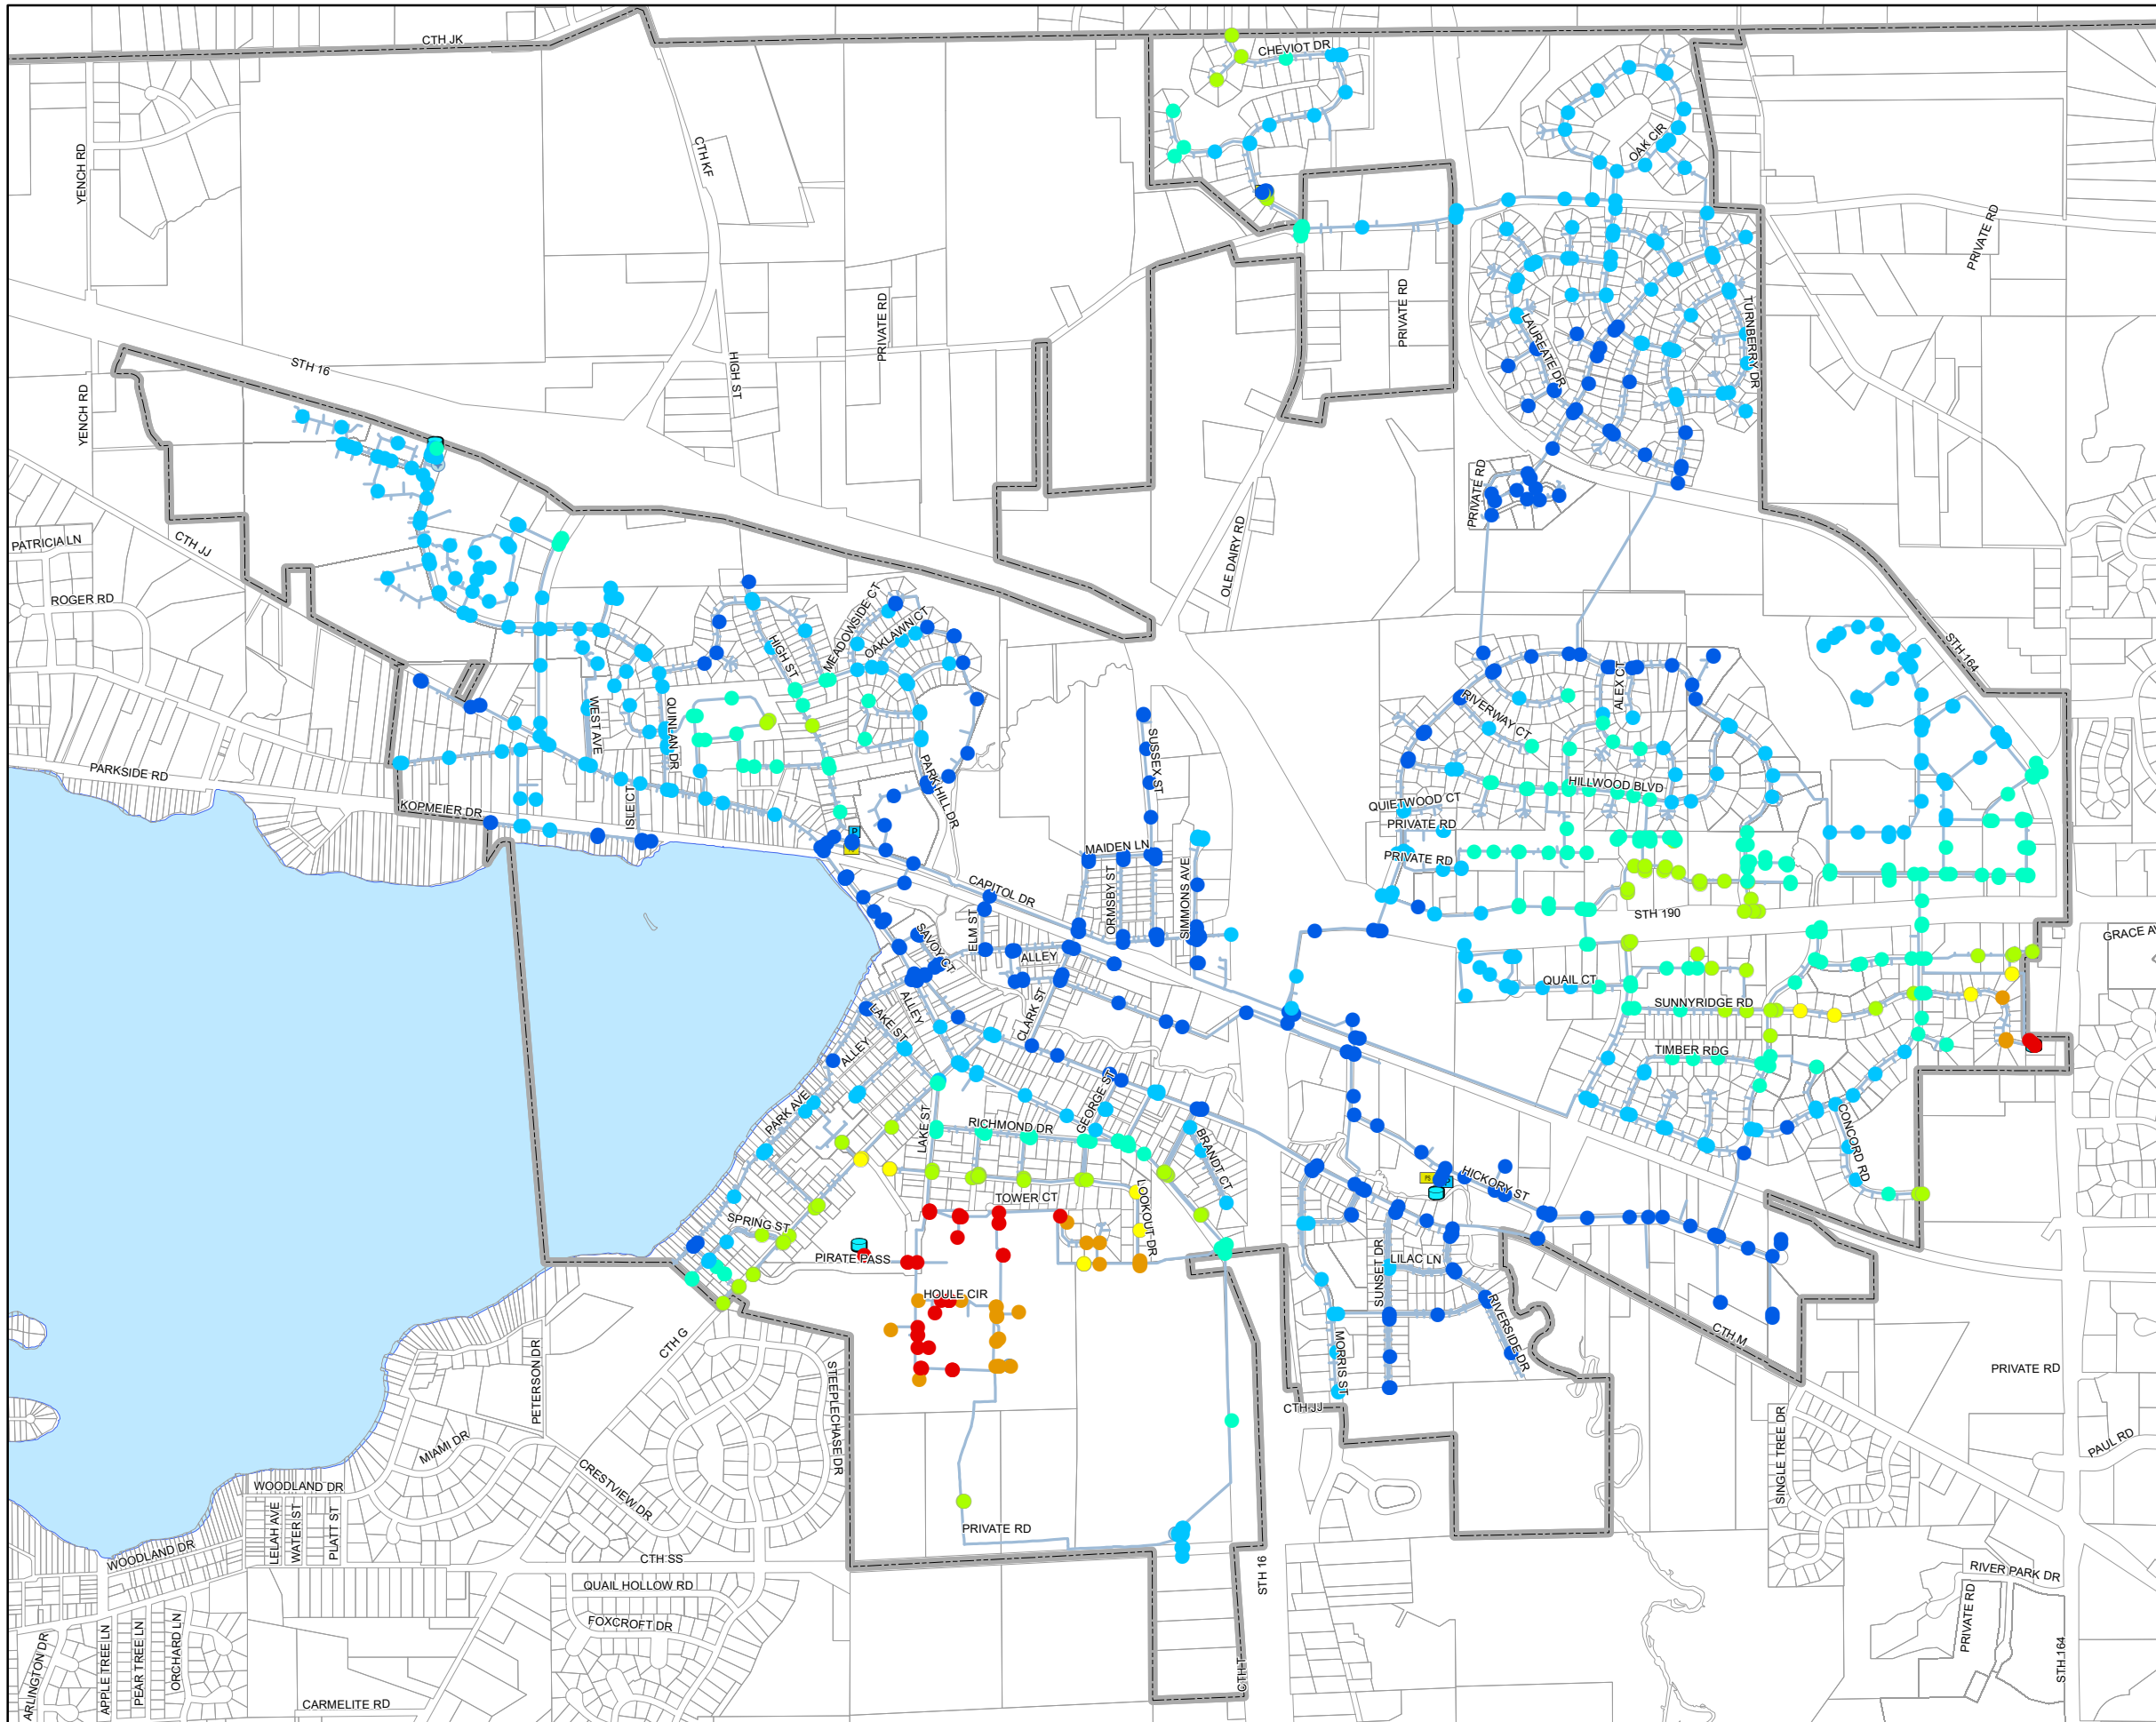 CTH JK
CHEVIOT DR
YENCH RD
CTH KF
OAK CIR
PRIVATE RD
PRIVATE RD
PRIVATE RD
TURNBERRY DR
LAUREATE DR
STH 16
HIGH ST
YENCH RD
PRIVATE RD
CTH JJ
PATRICIA LN
OLE DAIRY RD
ROGER RD
MEADOWSIDE CT
OAKLAWN CT
HIGH ST
STH 164
ALEX CT
RIVERWAY CT
WEST AVE
QUINLAN DR
SUSSEX ST
PARKSIDE RD
PARKHILL DR
HILLWOOD BLVD
QUIETWOOD CT
KOPMEIER DR
ISLE CT
PRIVATE RD
P
MAIDEN LN
PRIVATE RD
CAPITOL DR
ORMSBY ST
SIMMONS AVE
STH 190
ELM ST
SAVOY CT
GRACE AV
ALLEY
QUAIL CT
ALLEY
LAKE ST
CLARK ST
SUNNYRIDGE RD
ALLEY
TIMBER RDG
GEORGE ST
PARK AVE
LAKE ST
RICHMOND DR
BRANDT CT
CONCORD RD
HICKORY ST
TOWER CT
LOOKOUT DR
SPRING ST
PIRATE PASS
LILAC LN
SUNSET DR
HOULE CIR
RIVERSIDE DR
CTH M
CTH G
MORRIS ST
PETERSON DR
STEEPLECHASE DR
PRIVATE RD
CTH JJ
MIAMI DR
SINGLE TREE DR
PAUL RD
CRESTVIEW DR
WOODLAND DR
LELAH AVE
WATER ST
PLATT ST
PRIVATE RD
WOODLAND DR
CTH SS
STH 16
RIVER PARK DR
QUAIL HOLLOW RD
PRIVATE RD
FOXCROFT DR
ARLINGTON DR
APPLE TREE LN
PEAR TREE LN
ORCHARD LN
CTH T
STH 164
CARMELITE RD